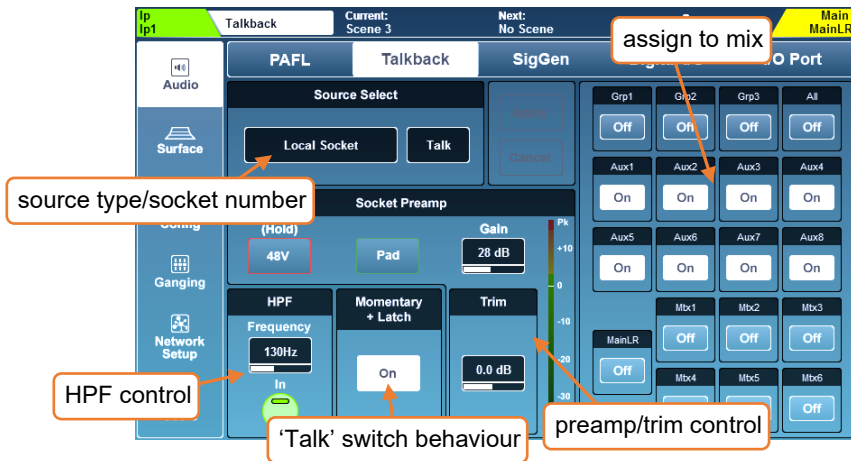 Ip
Ip1
Talkback
Current:
Scene 3
Next:
No Scene
Main
MainLR
assign to mix
Audio
PAFL
Talkback
SigGen
I/O Port
Surface
Source Select
Local Socket
Talk
Cancel
Grp1
Grp2
Grp3
All
Off
Off
Off
Off
Aux1
Aux2
Aux3
Aux4
On
On
On
On
source type/socket number
Config
Socket Preamp
(Hold)
48V
Pad
Gain
28 dB
Pk
+10
0
-10
-20
-30
Aux5
Aux6
Aux7
Aux8
On
On
On
On
Ganging
Network
Setup
HPF
Frequency
130Hz
In
Momentary
+ Latch
On
Trim
0.0 dB
Mtx1
Mtx2
Mtx3
MainLR
Off
Off
Off
Off
Mtx4
Mtx5
Mtx6
Off
HPF control
'Talk' switch behaviour
preamp/trim control